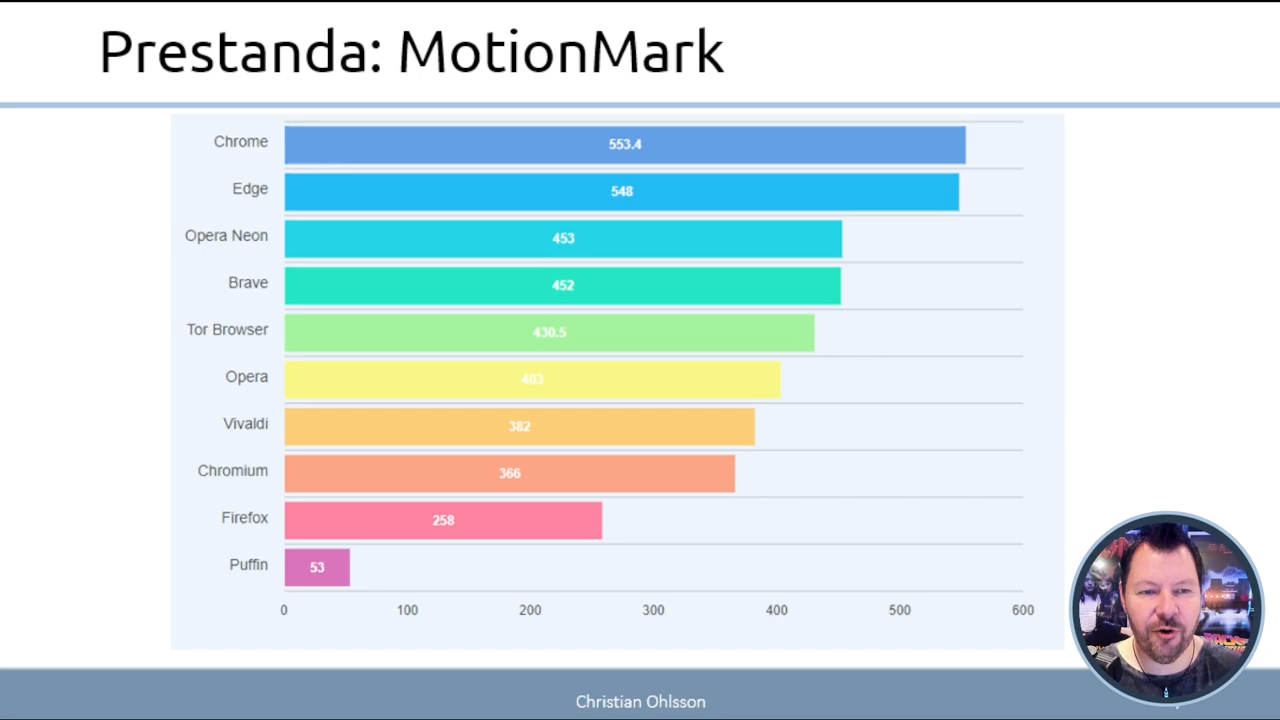 Prestanda: MotionMark
Chrome 553.4
Edge 548
Opera Neon 453
Brave 452
Tor Browser 430.5
Opera 403
Vivaldi 382
Chromium 366
Firefox 258
Puffin 53
0 100 200 300 400 500 600
Christian Ohlsson